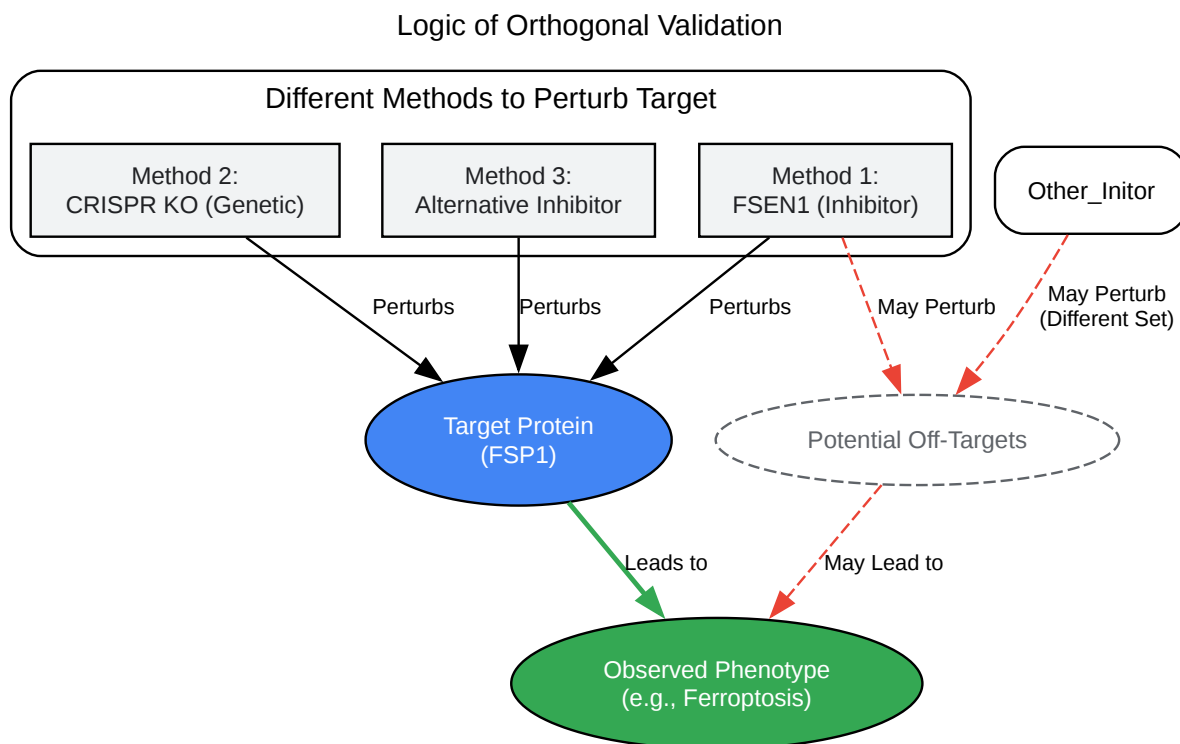 Logic of Orthogonal Validation
Different Methods to Perturb Target
Method 2:
CRISPR KO (Genetic)
Method 3:
Alternative Inhibitor
Method 1:
FSEN1 (Inhibitor)
Other_Initor
Perturbs
Perturbs
Perturbs
May Perturb
May Perturb
(Different Set)
Target Protein
(FSP1)
Potential Off-Targets
Leads to
May Lead to
Observed Phenotype
(e.g., Ferroptosis)